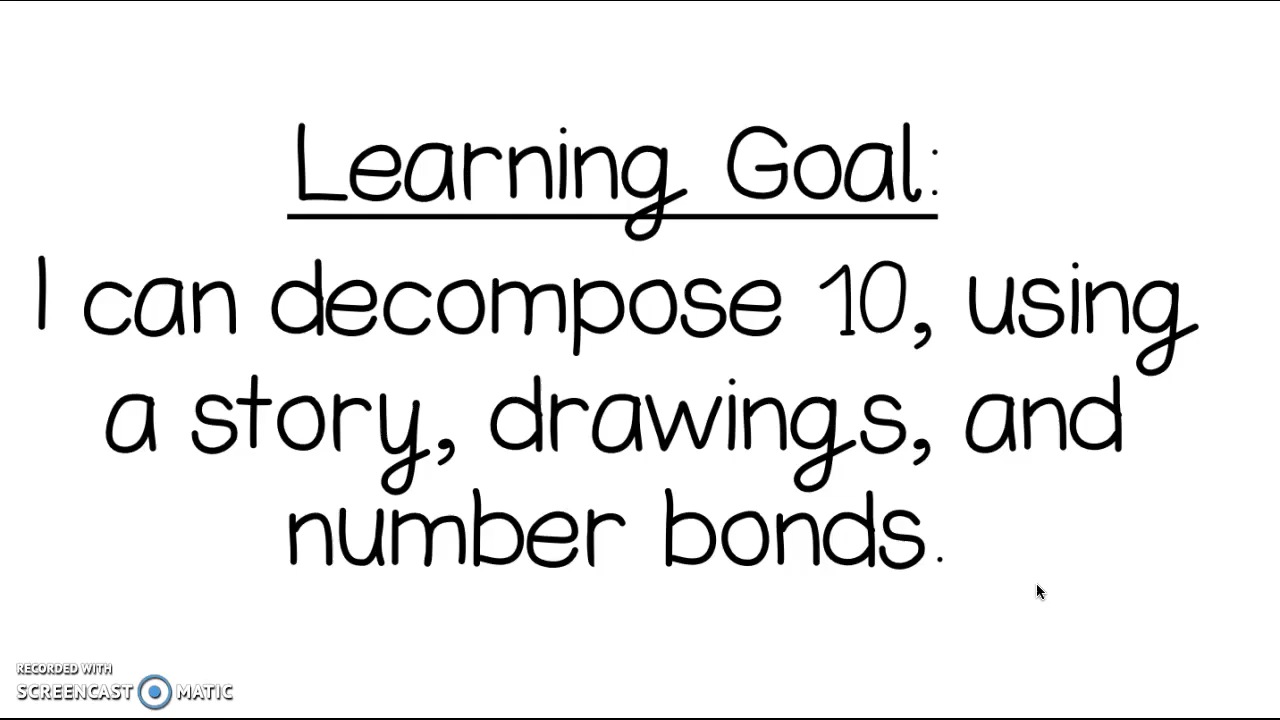 Learning Goal:
I can decompose 10, using
a story, drawings, and
number bonds.
RECORDED WITH
SCREENCAST MATIC